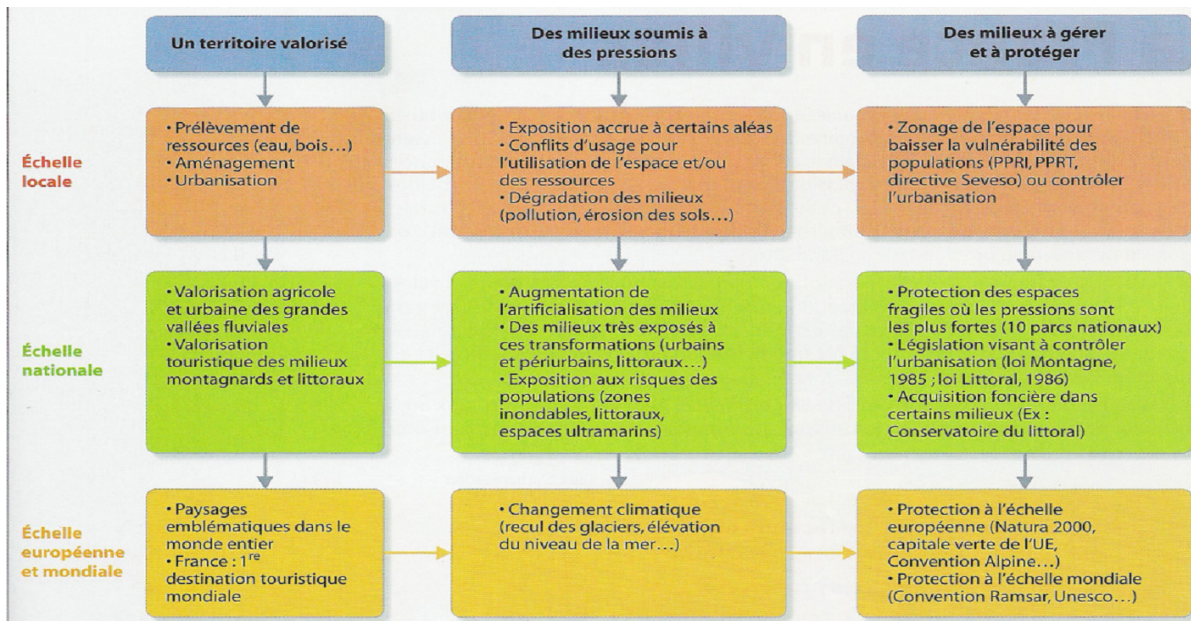 Un territoire valorisé
Des milieux soumis à
des pressions
Des milieux à gérer
et à protéger
Échelle
locale
• Prélèvement de
ressources (eau, bois…)
• Aménagement
• Urbanisation
• Exposition accrue à certains aléas
• Conflits d'usage pour
l'utilisation de l'espace et/ou
des ressources
• Dégradation des milieux
(pollution, érosion des sols…)
• Zonage de l'espace pour
baisser la vulnérabilité des
populations (PPRI, PPRT,
directive Seveso) ou contrôler
l'urbanisation
Échelle
nationale
• Valorisation agricole
et urbaine des grandes
vallées fluviales
• Valorisation
touristique des milieux
montagnards et littoraux
• Augmentation de
l'artificialisation des milieux
• Des milieux très exposés à
ces transformations (urbains
et périurbains, littoraux…)
• Exposition aux risques des
populations (zones
inondables, littoraux,
espaces ultramarins)
• Protection des espaces
fragiles où les pressions sont
les plus fortes (10 parcs nationaux)
• Législation visant à contrôler
l'urbanisation (loi Montagne,
1985 ; loi Littoral, 1986)
• Acquisition foncière dans
certains milieux (Ex :
Conservatoire du littoral)
Échelle
européenne
et mondiale
• Paysages
emblématiques dans le
monde entier
• France : 1re
destination touristique
mondiale
• Changement climatique
(recul des glaciers, élévation
du niveau de la mer…)
• Protection à l'échelle
européenne (Natura 2000,
capitale verte de l'UE,
Convention Alpine…)
• Protection à l'échelle mondiale
(Convention Ramsar, Unesco…)